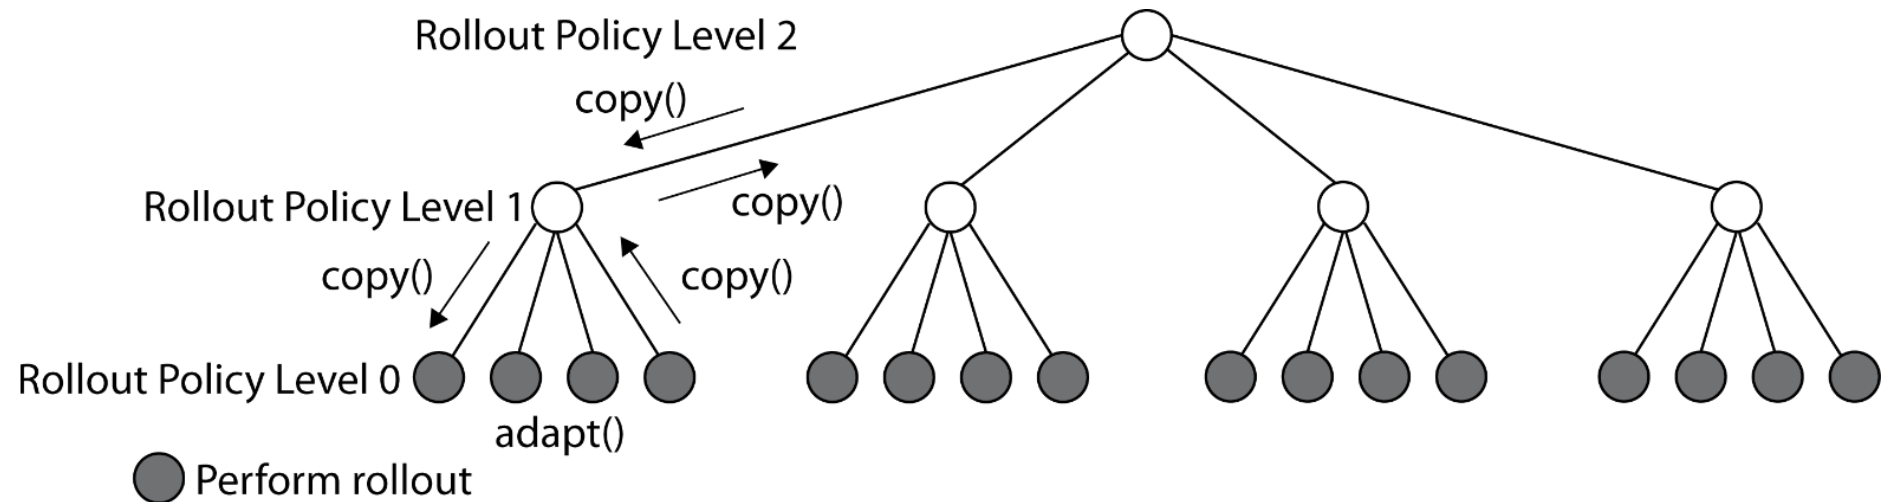 Rollout Policy Level 2
copy()
copy()
Rollout Policy Level 1
copy()
copy()
Rollout Policy Level 0
adapt()
Perform rollout